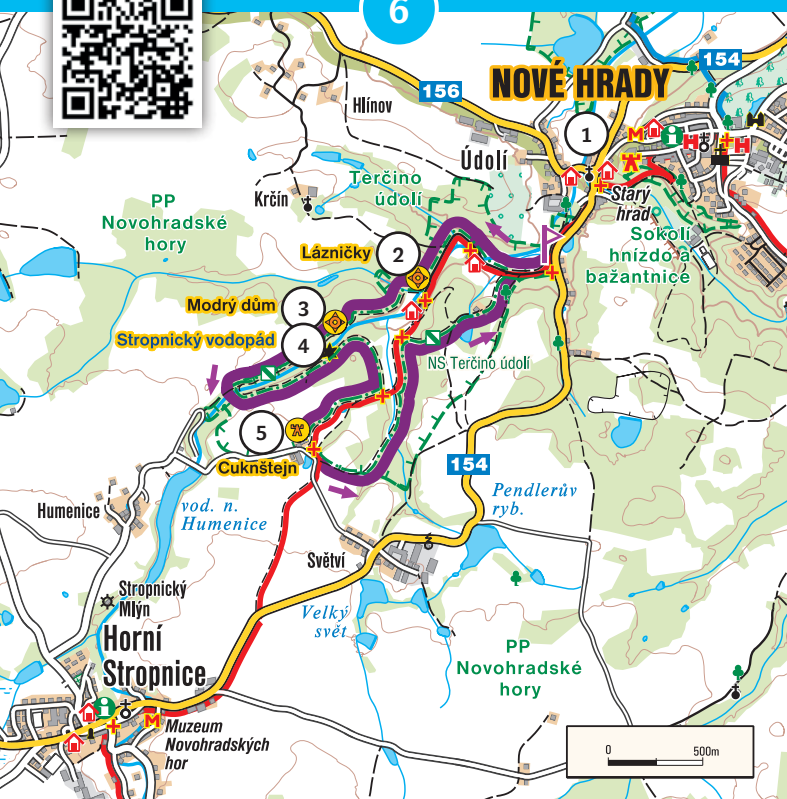 6
154
156
NOVÉ HRADY
Hlínov
1
M
i
H
H
Údolí
Terčino
údolí
Krčín
Starý
hrad
PP
Novohradské
hory
Sokolí
hnízdo a
bažantnice
Lázničky
2
Modrý dům
3
Stropnický vodopád
4
NS Terčino údolí
5
Cuknštejn
154
Pendlerův
ryb.
vod. n.
Humenice
Humenice
Světví
Stropnický
Mlýn
Velký
svět
Horní
Stropnice
PP
Novohradské
hory
i
M
Muzeum
Novohradských
hor
0 500m